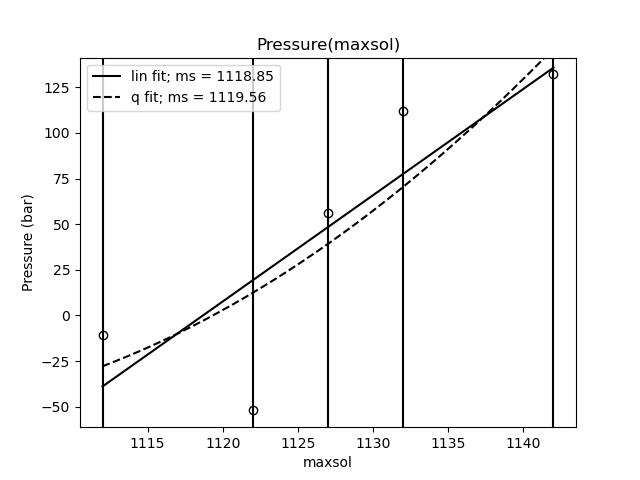 Pressure(maxsol)
lin fit; ms = 1118.85
q fit; ms = 1119.56
125
100
75
50
25
0
−25
−50
Pressure (bar)
1115 1120 1125 1130 1135 1140
maxsol